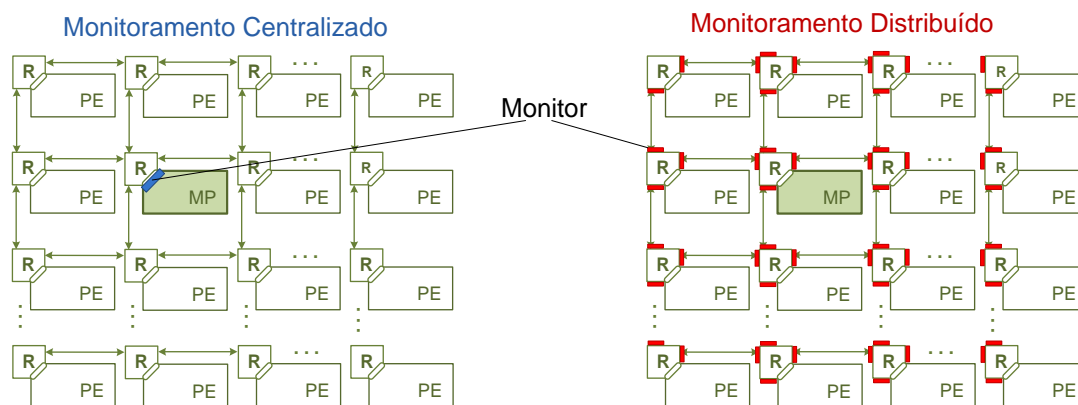 Monitoramento Centralizado
R R R . . . R
PE PE PE PE
R R R . . . R
PE MP PE PE
R R R . . . R
PE PE PE PE
R R R . . . R
PE PE PE PE
Monitor
Monitoramento Distribuído
R R R . . . R
PE PE PE PE
R R R . . . R
PE MP PE PE
R R R . . . R
PE PE PE PE
R R R . . . R
PE PE PE PE